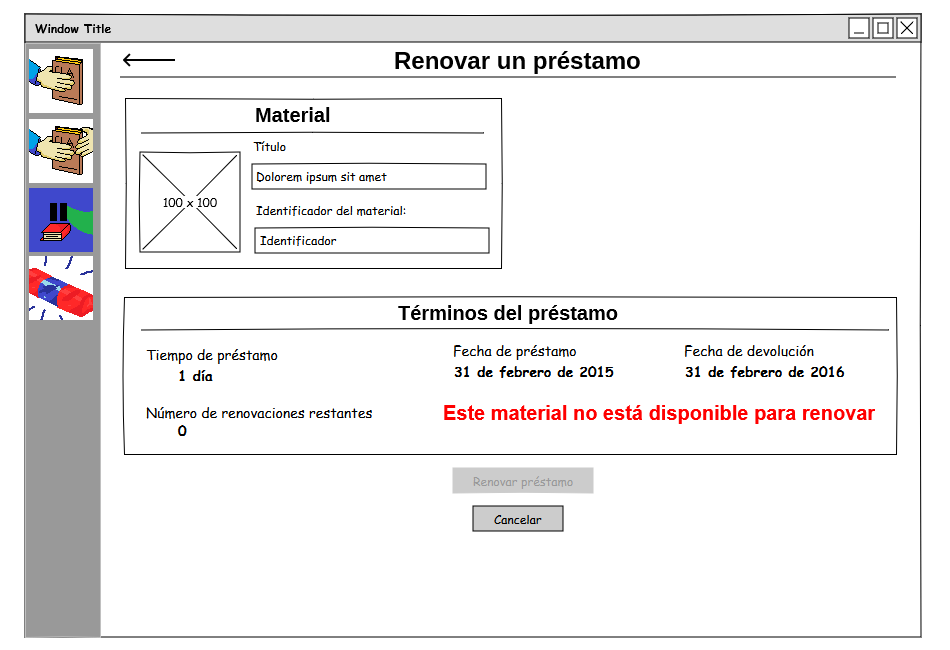 Window Title
Renovar un préstamo
Material
Título
Dolorem ipsum sit amet
100 x 100
Identificador del material:
Identificador
Términos del préstamo
Tiempo de préstamo
1 día
Fecha de préstamo
31 de febrero de 2015
Fecha de devolución
31 de febrero de 2016
Número de renovaciones restantes
0
Este material no está disponible para renovar
Renovar préstamo
Cancelar